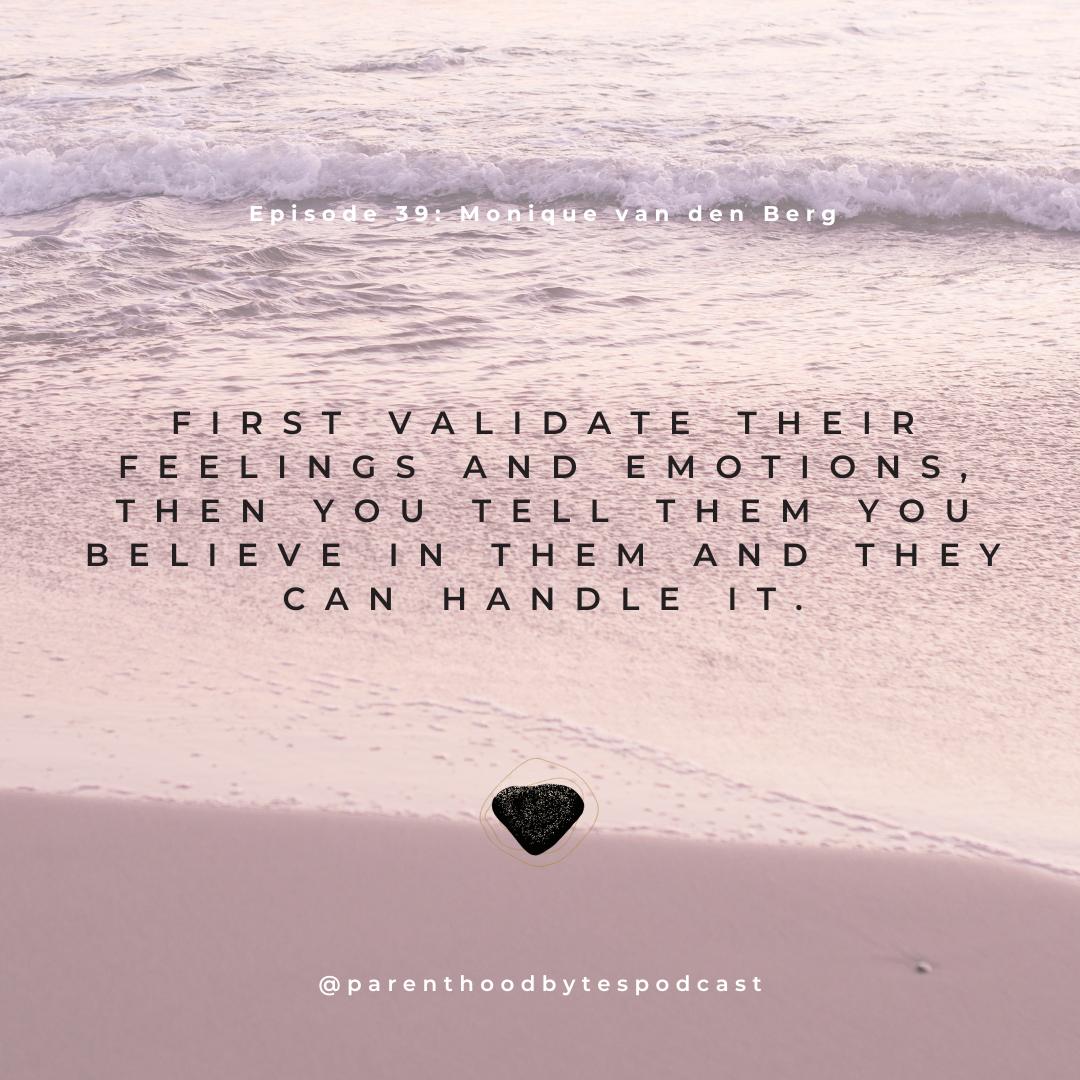 Episode 39: Monique van den Berg
FIRST VALIDATE THEIR
FEELINGS AND EMOTIONS,
THEN YOU TELL THEM YOU
BELIEVE IN THEM AND THEY
CAN HANDLE IT.
@parenthoodbytespodcast